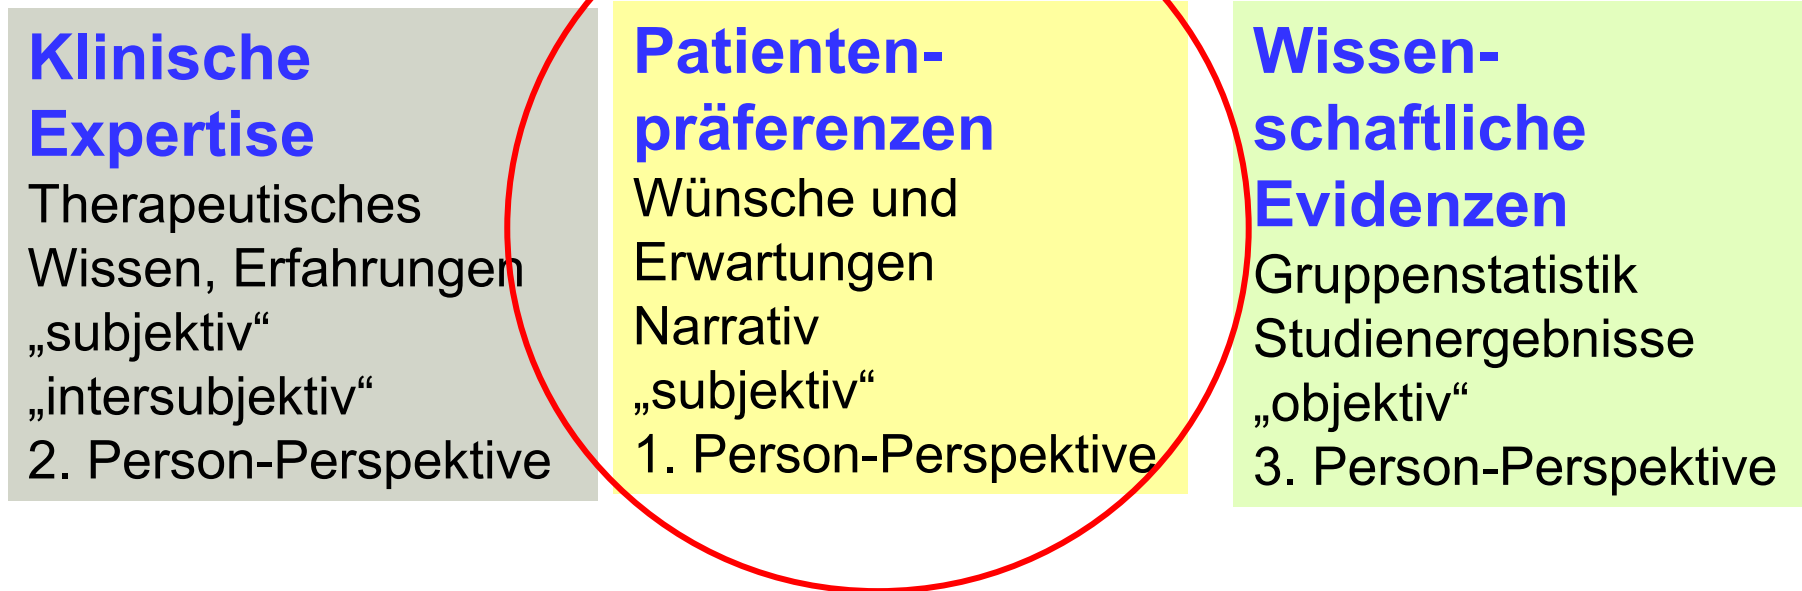 Klinische
Expertise
Therapeutisches
Wissen, Erfahrungen
„subjektiv“
„intersubjektiv“
2. Person-Perspektive
Patienten-
präferenzen
Wünsche und
Erwartungen
Narrativ
„subjektiv“
1. Person-Perspektive
Wissen-
schaftliche
Evidenzen
Gruppenstatistik
Studienergebnisse
„objektiv“
3. Person-Perspektive